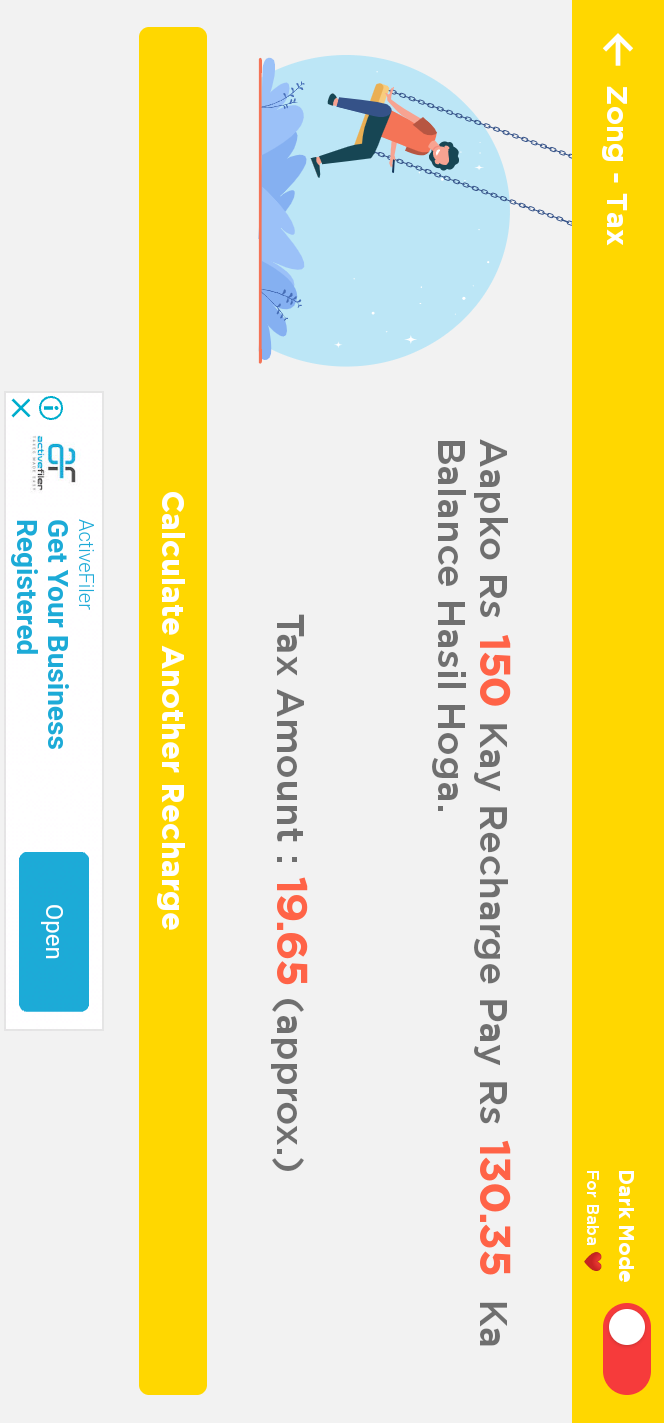 Zong - Tax
Dark Mode
For Baba
Aapko Rs 150 Kay Recharge Pay Rs 130.35 Ka
Balance Hasil Hoga.
Tax Amount : 19.65 (approx.)
Calculate Another Recharge
ActiveFiler
Get Your Business
Registered
activefiler
Open